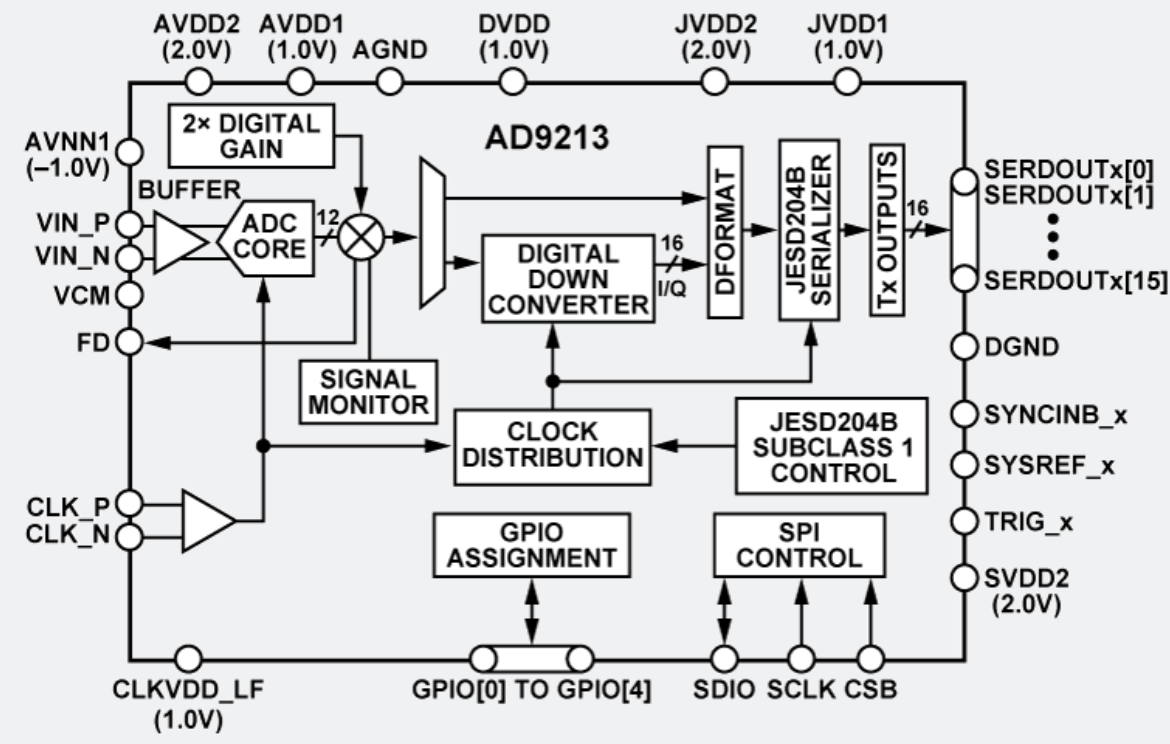 AVDD2
(2.0V)
AVDD1
(1.0V)
AGND
DVDD
(1.0V)
JVDD2
(2.0V)
JVDD1
(1.0V)
AVNN1
(–1.0V)
2× DIGITAL
GAIN
AD9213
BUFFER
VIN_P
VIN_N
VCM
FD
ADC
CORE
12
DIGITAL
DOWN
CONVERTER
16
I/Q
DFORMAT
JESD204B
SERIALIZER
Tx OUTPUTS
16
SERDOUTx[0]
SERDOUTx[1]
SERDOUTx[15]
SIGNAL
MONITOR
CLOCK
DISTRIBUTION
JESD204B
SUBCLASS 1
CONTROL
DGND
SYNCINB_x
SYSREF_x
TRIG_x
SVDD2
(2.0V)
CLK_P
CLK_N
GPIO
ASSIGNMENT
SPI
CONTROL
CLKVDD_LF
(1.0V)
GPIO[0] TO GPIO[4]
SDIO
SCLK
CSB